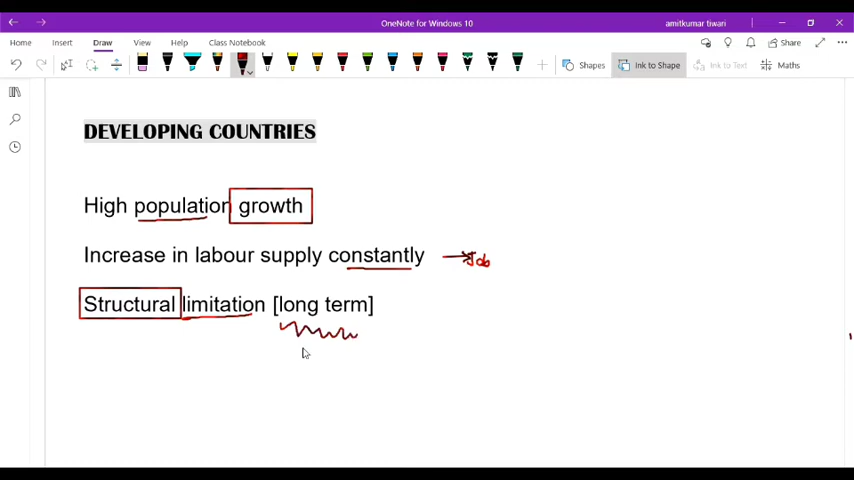 OneNote for Windows 10
amitkumar tiwari
Home Insert Draw View Help Class Notebook
Share
Shapes Ink to Shape Ink to Text Maths
DEVELOPING COUNTRIES
High population growth
Increase in labour supply constantly Job
Structural limitation [long term]